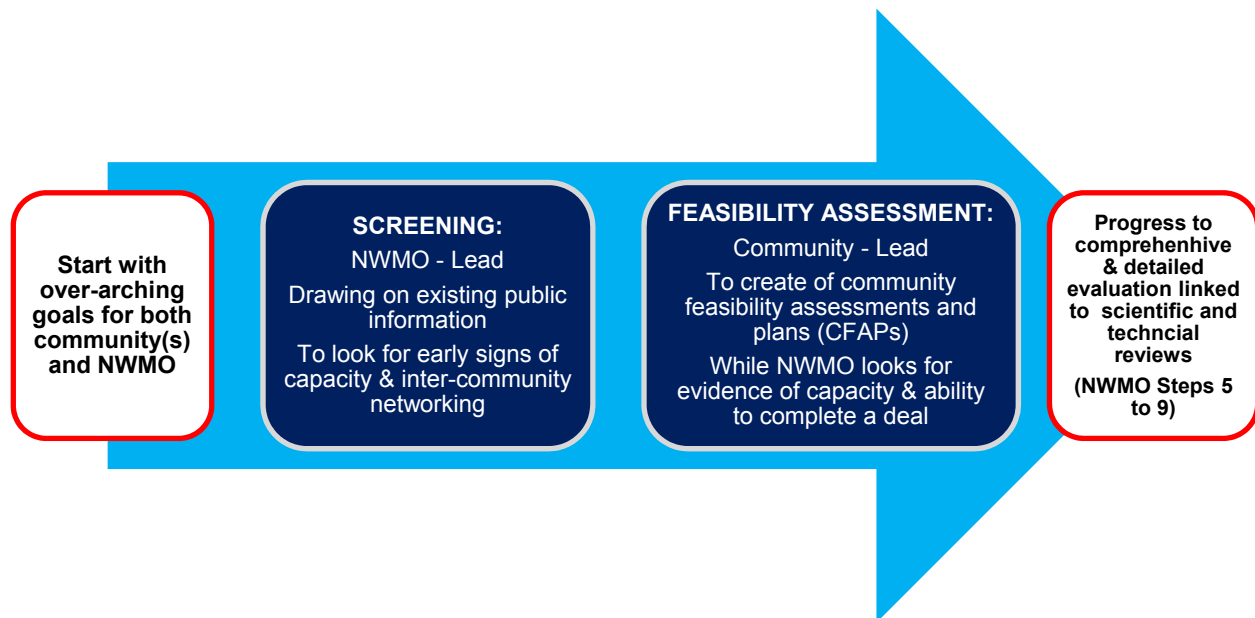 Start with
over-arching
goals for both
community(s)
and NWMO
SCREENING:
NWMO - Lead
Drawing on existing public
information
To look for early signs of
capacity & inter-community
networking
FEASIBILITY ASSESSMENT:
Community - Lead
To create of community
feasibility assessments and
plans (CFAPs)
While NWMO looks for
evidence of capacity & ability
to complete a deal
Progress to
comprehenhive
& detailed
evaluation linked
to scientific and
techncial
reviews
(NWMO Steps 5
to 9)